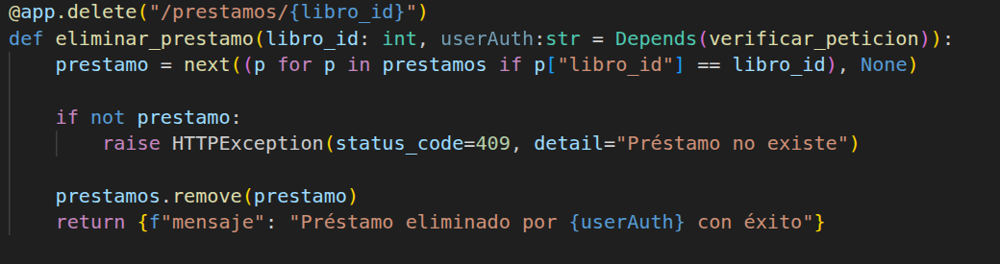 @app.delete("/prestamos/{libro_id}")
def eliminar_prestamo(libro_id: int, userAuth:str = Depends(verificar_peticion)):
    prestamo = next((p for p in prestamos if p["libro_id"] == libro_id), None)
    if not prestamo:
        raise HTTPException(status_code=409, detail="Préstamo no existe")
    prestamos.remove(prestamo)
    return {f"mensaje": "Préstamo eliminado por {userAuth} con éxito"}